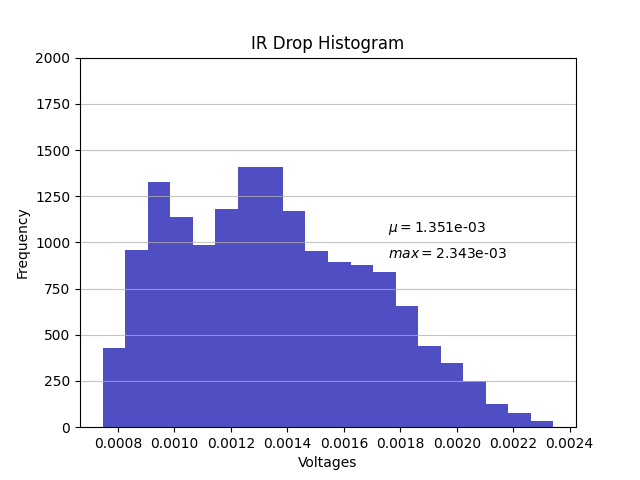 IR Drop Histogram
2000
1750
1500
1250
1000
750
500
250
0
Frequency
μ = 1.351e-03
max = 2.343e-03
0.0008 0.0010 0.0012 0.0014 0.0016 0.0018 0.0020 0.0022 0.0024
Voltages